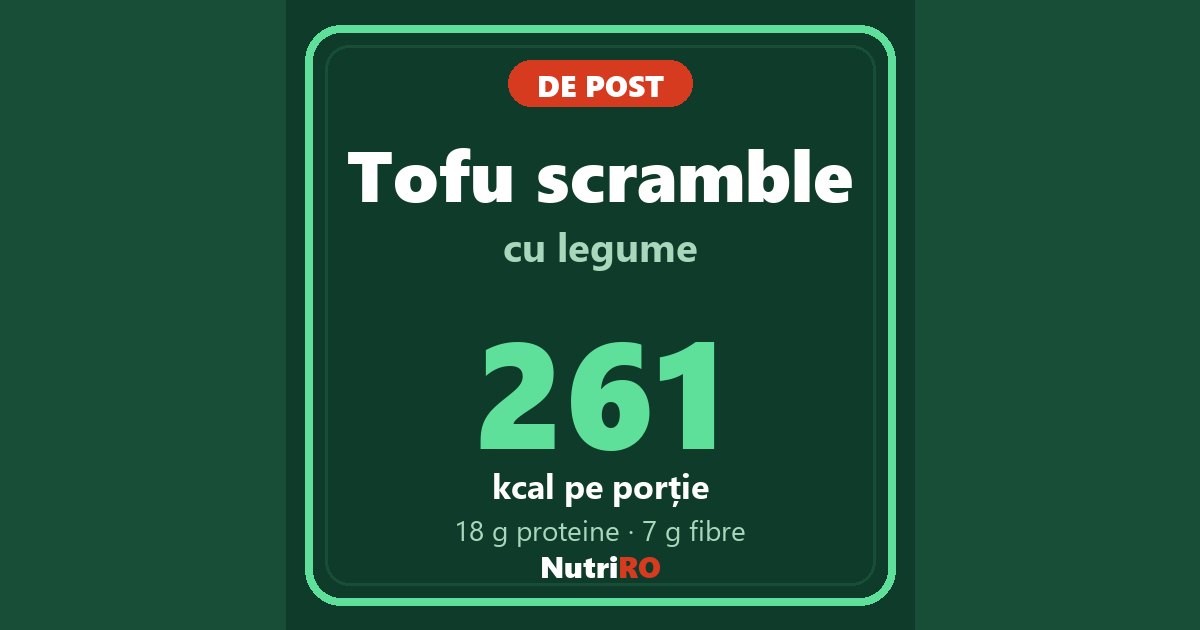 DE POST
Tofu scramble
cu legume
261
kcal pe porție
18 g proteine · 7 g fibre
NutriRO